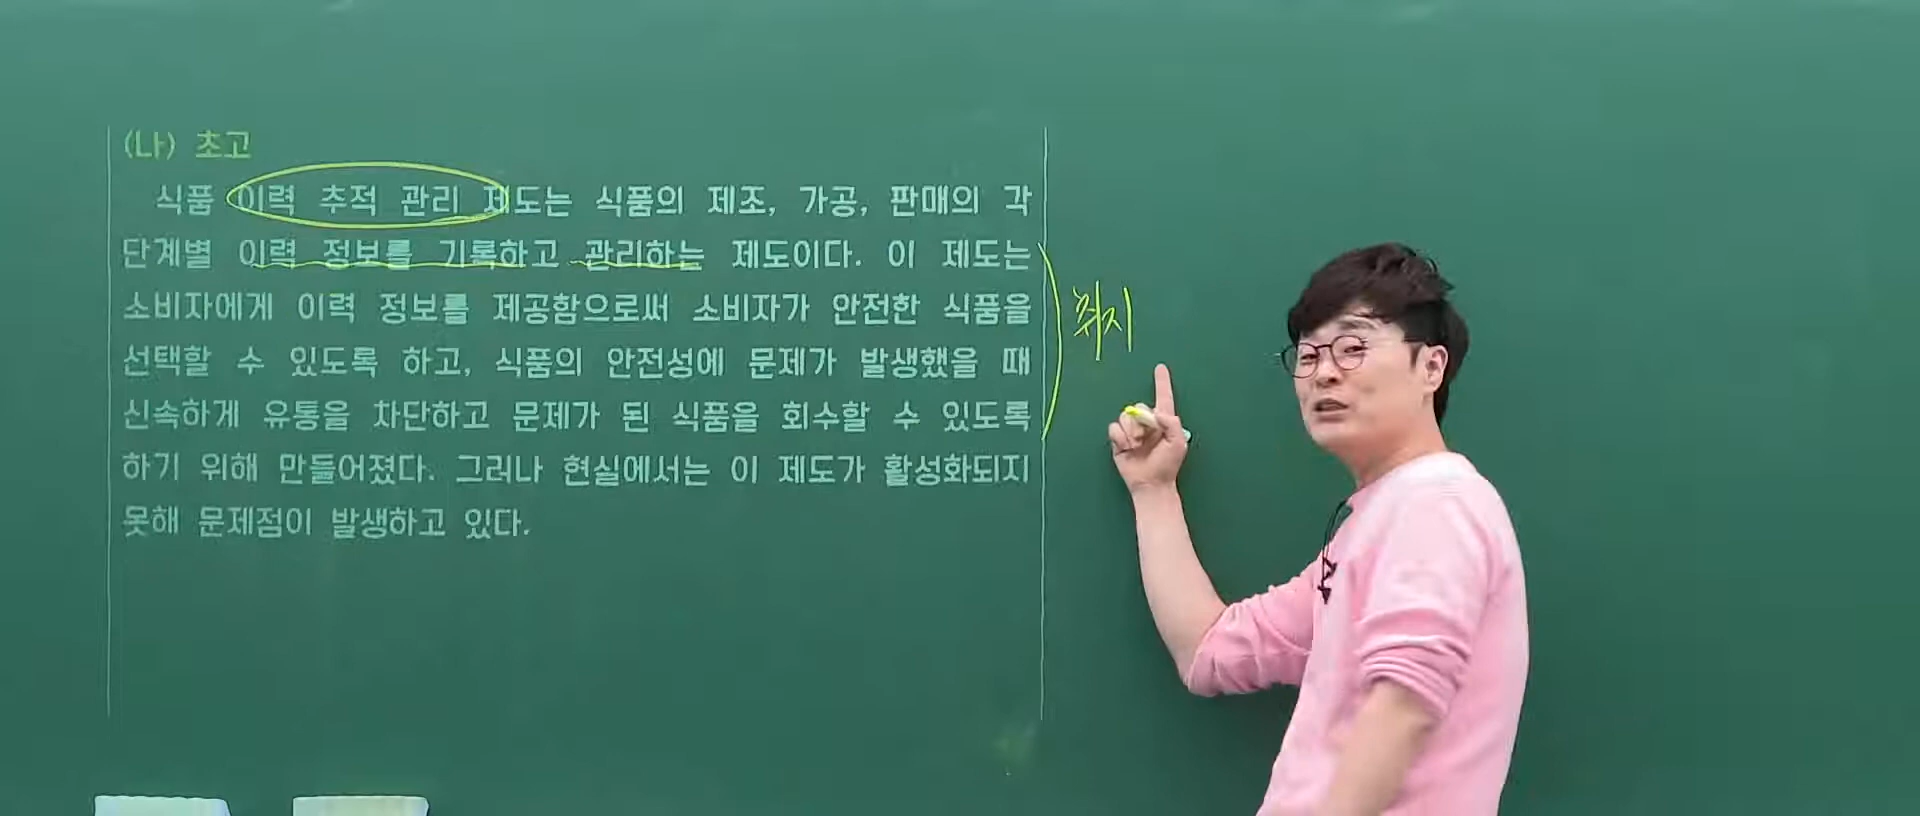 (나) 초고
식품 이력 추적 관리 제도는 식품의 제조, 가공, 판매의 각
단계별 이력 정보를 기록하고 관리하는 제도이다. 이 제도는
소비자에게 이력 정보를 제공함으로써 소비자가 안전한 식품을
선택할 수 있도록 하고, 식품의 안전성에 문제가 발생했을 때
신속하게 유통을 차단하고 문제가 된 식품을 회수할 수 있도록
하기 위해 만들어졌다. 그러나 현실에서는 이 제도가 활성화되지
못해 문제점이 발생하고 있다.
취지